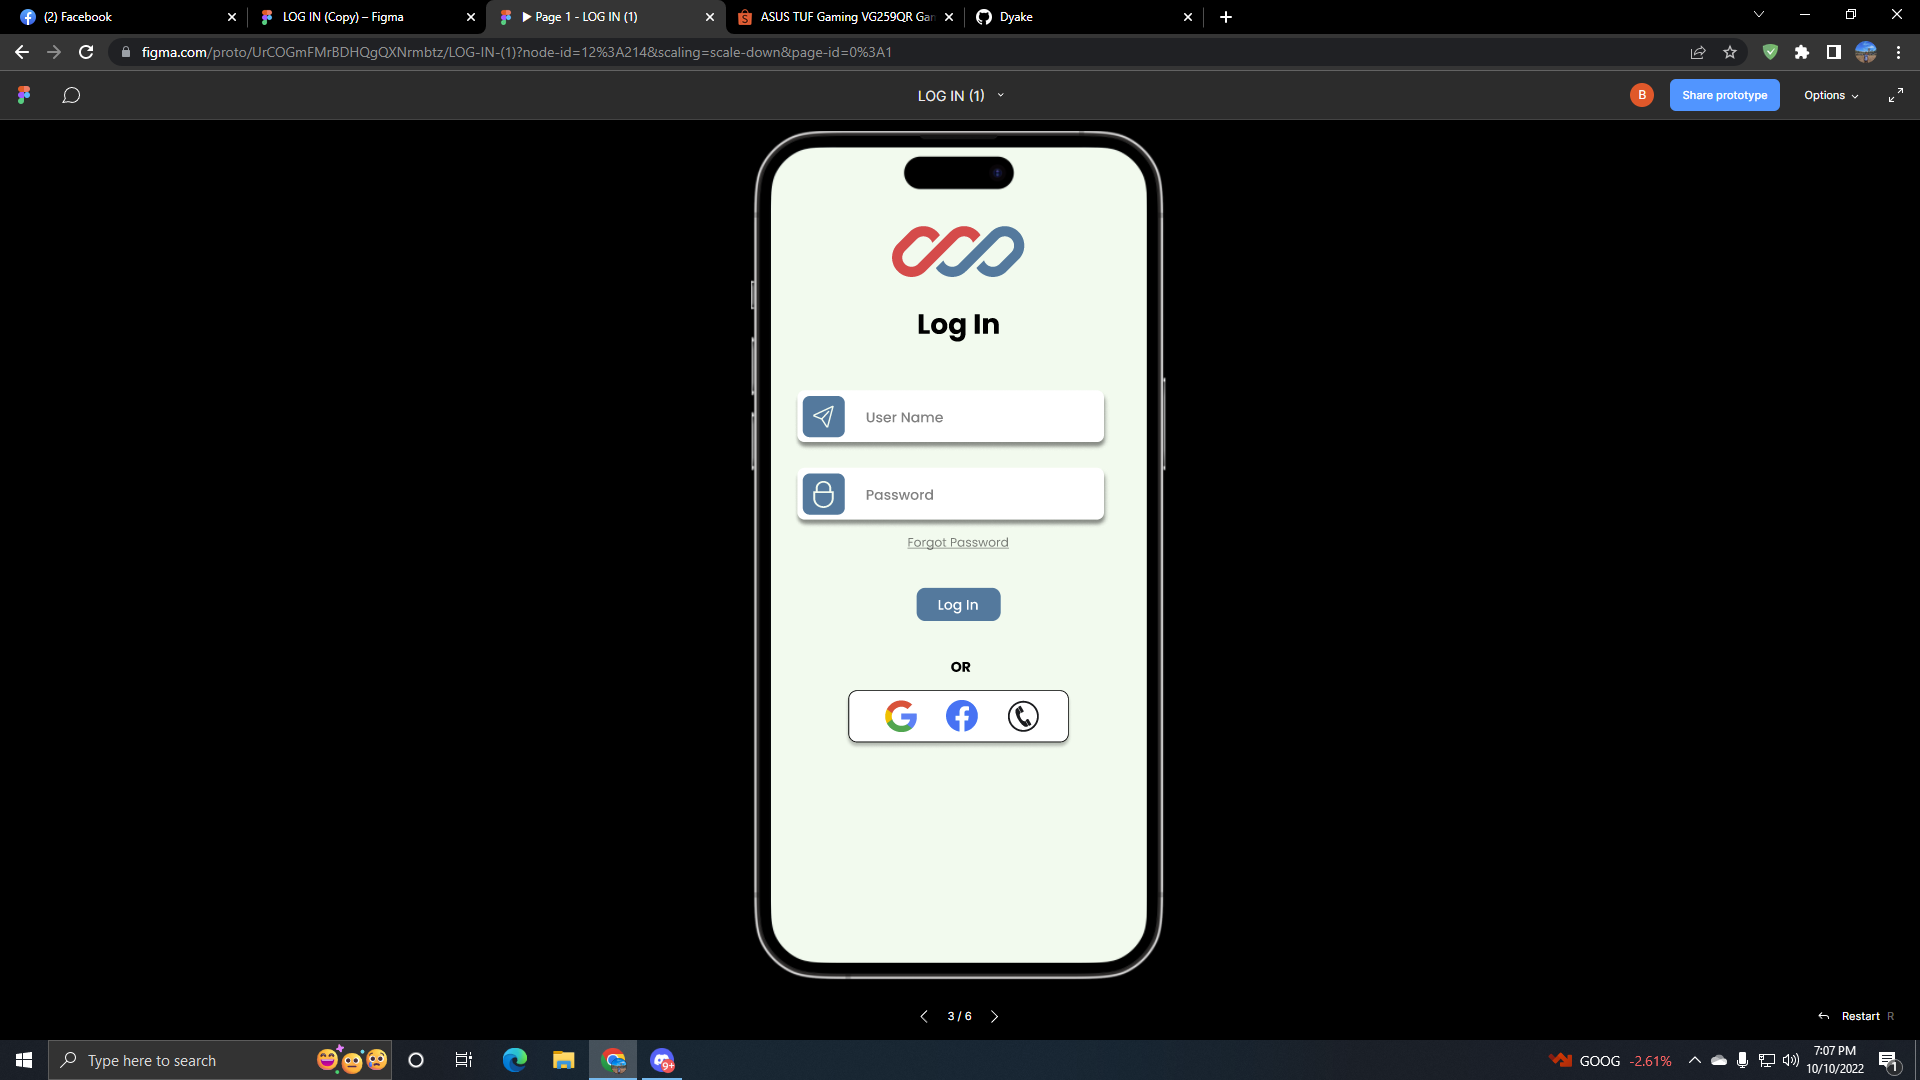 (2) Facebook
LOG IN (Copy) – Figma
Page 1 - LOG IN (1)
ASUS TUF Gaming VG259QR Gan
Dyake
figma.com/proto/UrCOGmFMrBDHQgQXNrmbtz/LOG-IN-(1)?node-id=12%3A214&scaling=scale-down&page-id=0%3A1
LOG IN (1)
B
Share prototype
Options
Log In
User Name
Password
Forgot Password
Log In
OR
3 / 6
Restart R
Type here to search
9+
GOOG -2.61%
7:07 PM
10/10/2022
1